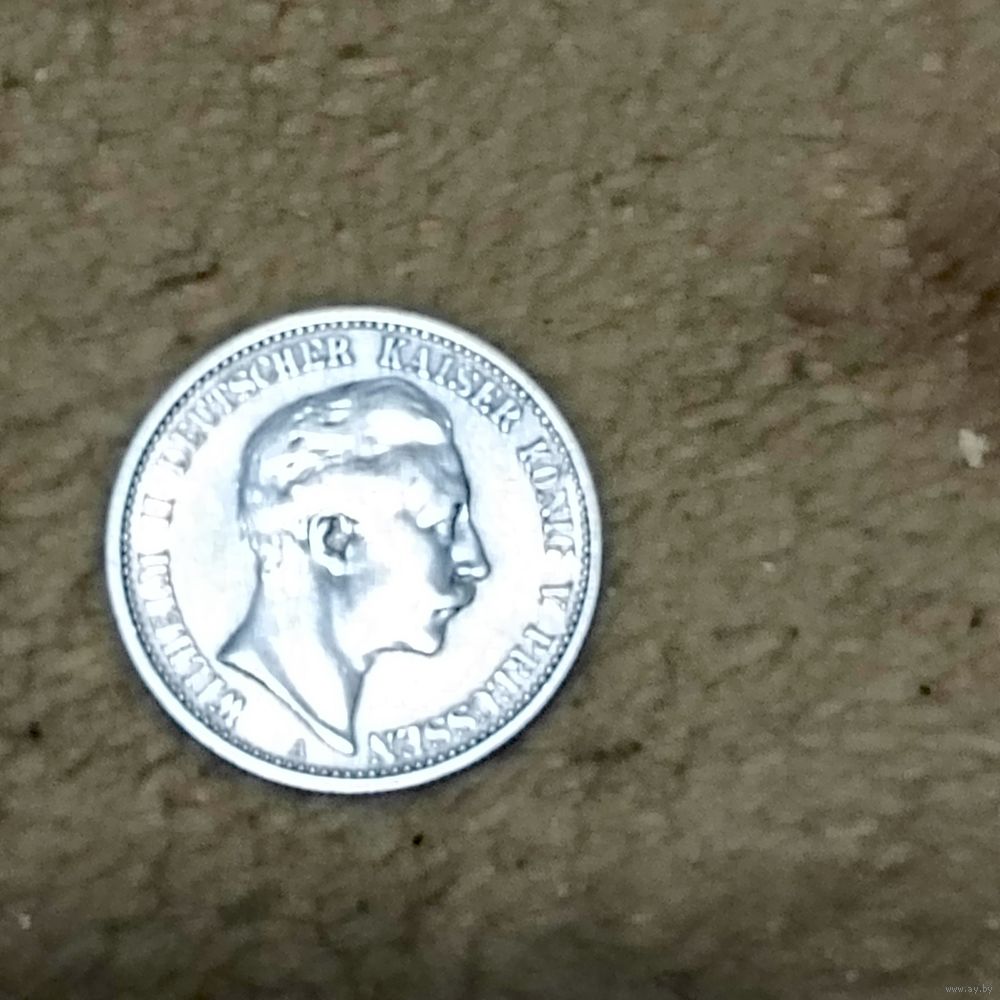 WILHELM II DEUTSCHER KAISER KÖNIG V. PREUSSEN
A
www.ay.by